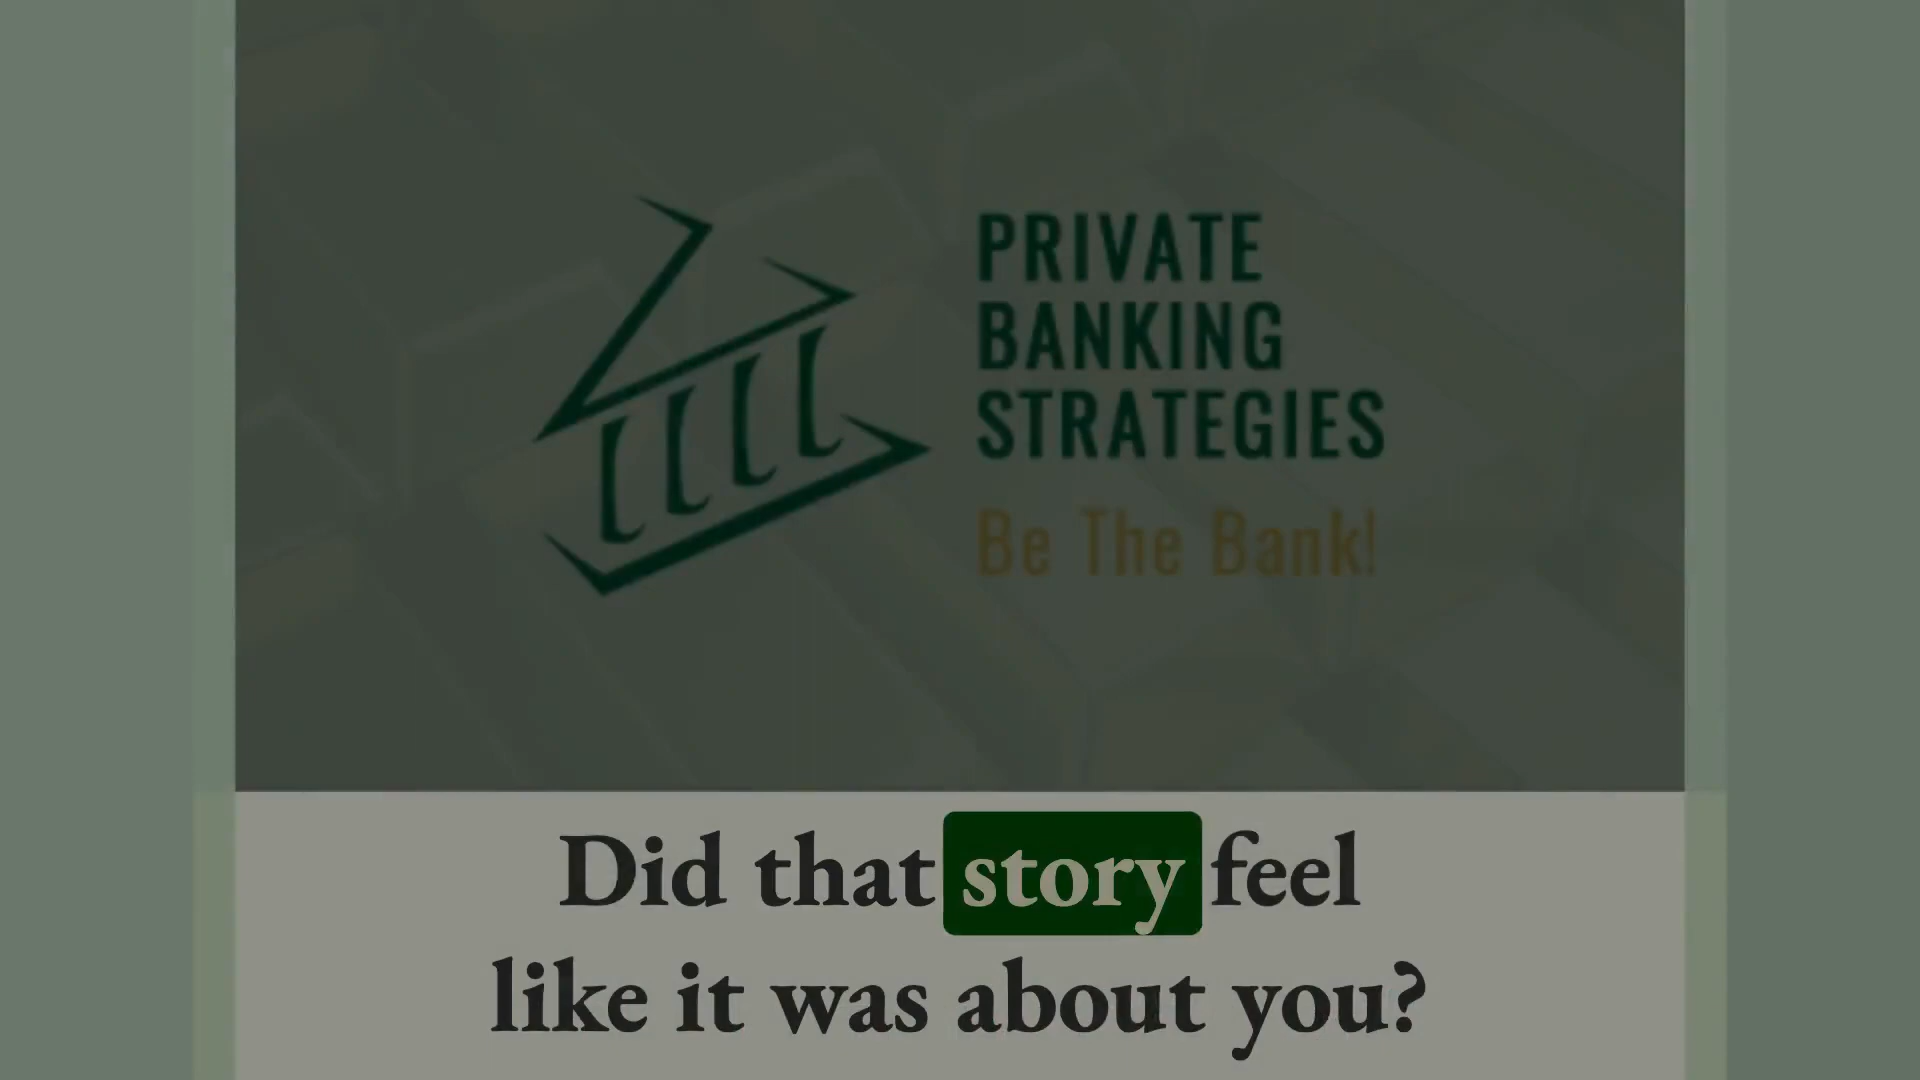 PRIVATE
BANKING
STRATEGIES
Be The Bank!
Did that story feel
like it was about you?